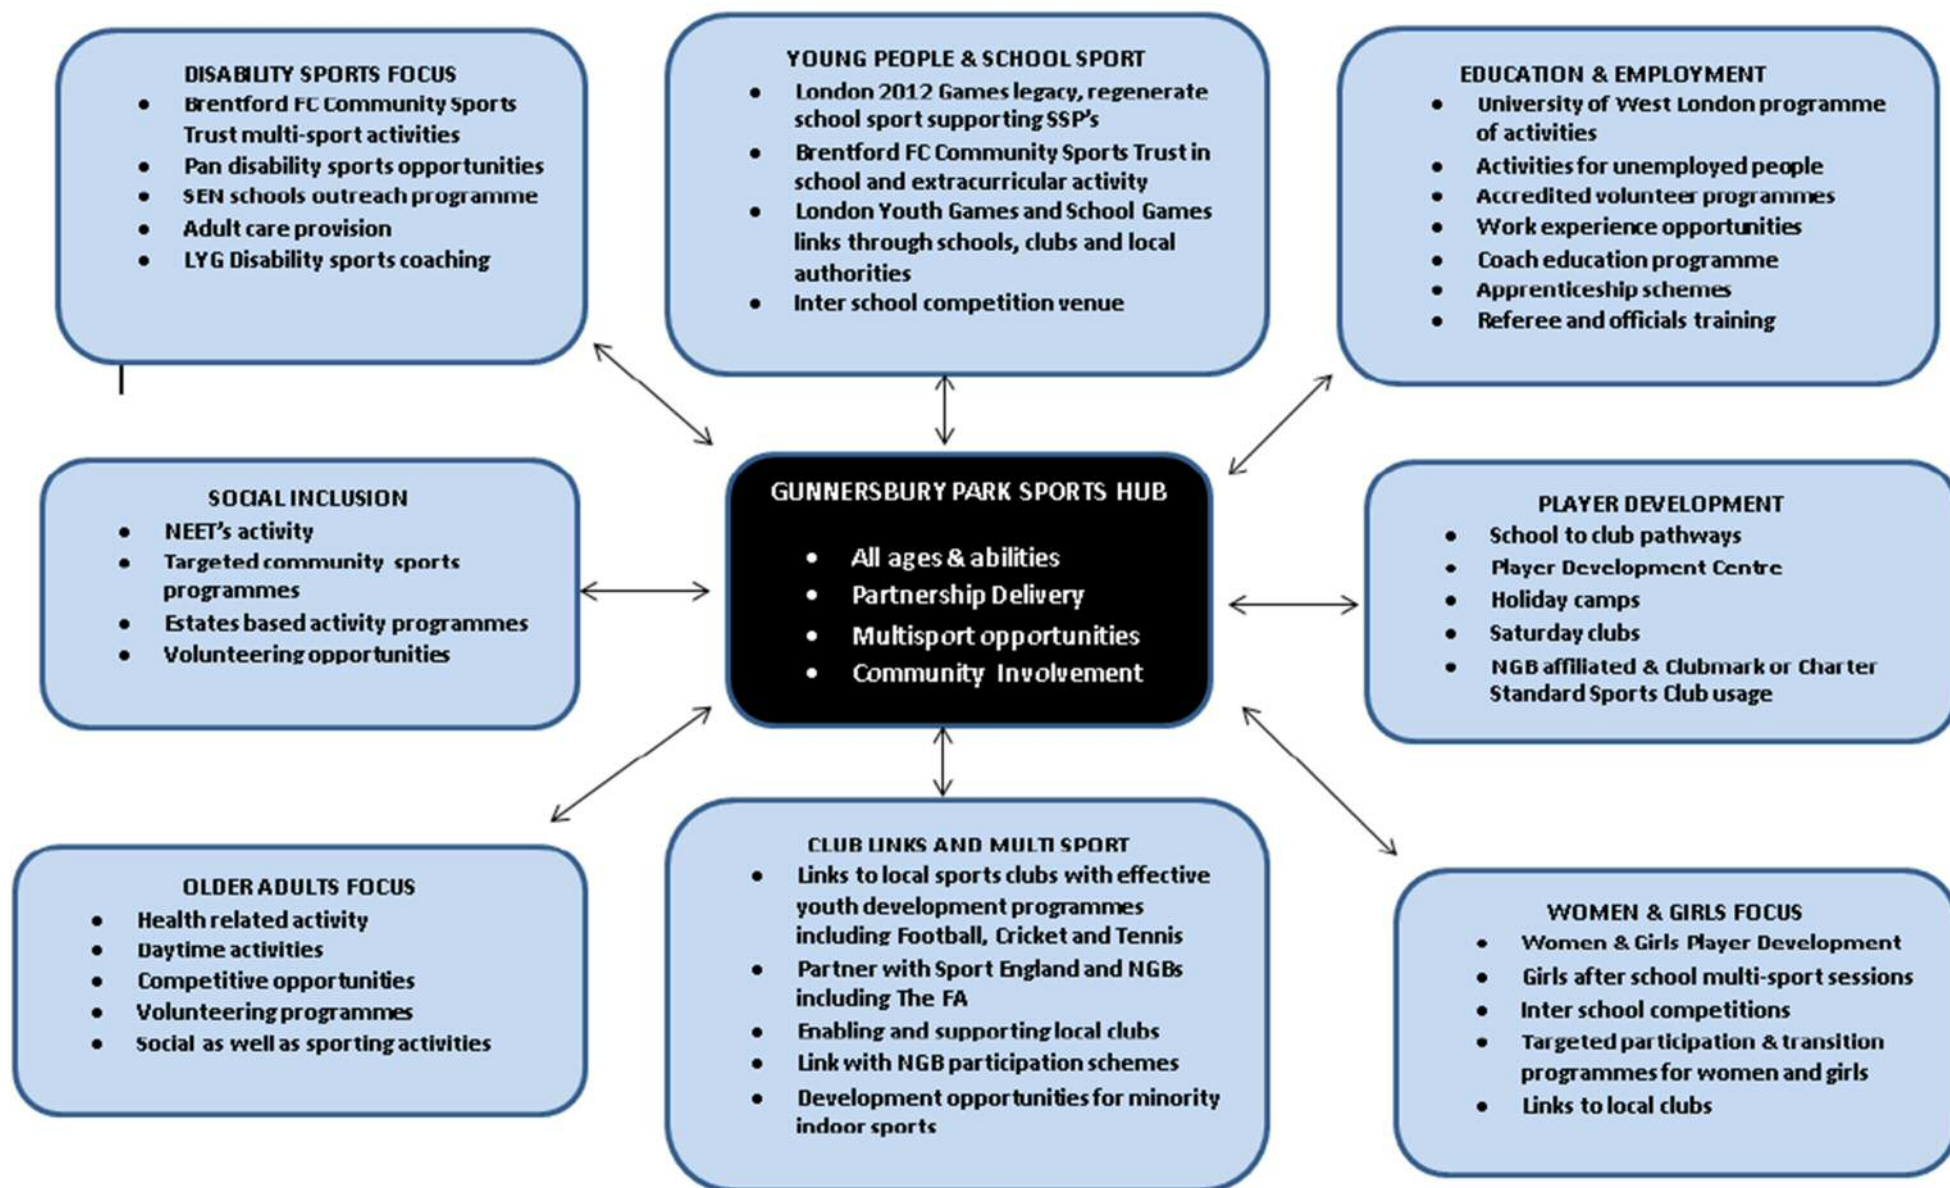 DISABILITY SPORTS FOCUS
• Brentford FC Community Sports
Trust multi-sport activities
• Pan disability sports opportunities
• SEN schools outreach programme
• Adult care provision
• LYG Disability sports coaching
YOUNG PEOPLE & SCHOOL SPORT
• London 2012 Games legacy, regenerate
school sport supporting SSP's
• Brentford FC Community Sports Trust in
school and extracurricular activity
• London Youth Games and School Games
links through schools, clubs and local
authorities
• Inter school competition venue
EDUCATION & EMPLOYMENT
• University of West London programme
of activities
• Activities for unemployed people
• Accredited volunteer programmes
• Work experience opportunities
• Coach education programme
• Apprenticeship schemes
• Referee and officials training
SOCIAL INCLUSION
• NEET's activity
• Targeted community sports
programmes
• Estates based activity programmes
• Volunteering opportunities
GUNNERSBURY PARK SPORTS HUB
• All ages & abilities
• Partnership Delivery
• Multisport opportunities
• Community Involvement
PLAYER DEVELOPMENT
• School to club pathways
• Player Development Centre
• Holiday camps
• Saturday clubs
• NGB affiliated & Clubmark or Charter
Standard Sports Club usage
OLDER ADULTS FOCUS
• Health related activity
• Daytime activities
• Competitive opportunities
• Volunteering programmes
• Social as well as sporting activities
CLUB LINKS AND MULTI SPORT
• Links to local sports clubs with effective
youth development programmes
including Football, Cricket and Tennis
• Partner with Sport England and NGBs
including The FA
• Enabling and supporting local clubs
• Link with NGB participation schemes
• Development opportunities for minority
indoor sports
WOMEN & GIRLS FOCUS
• Women & Girls Player Development
• Girls after school multi-sport sessions
• Inter school competitions
• Targeted participation & transition
programmes for women and girls
• Links to local clubs